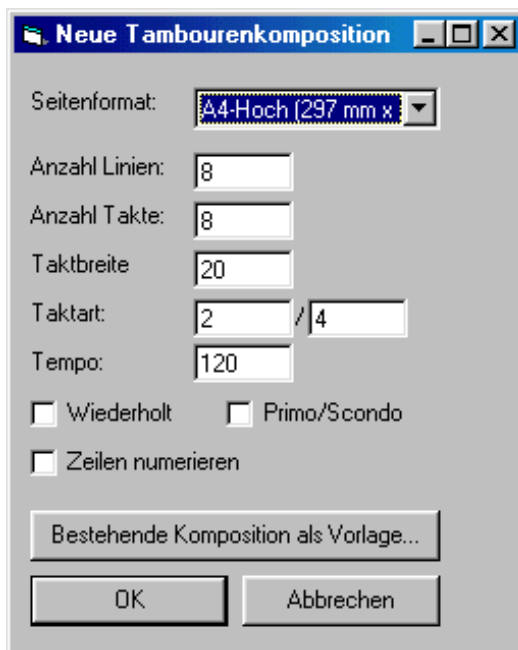 Neue Tambourenkomposition
Seitenformat: A4-Hoch (297 mm x
Anzahl Linien: 8
Anzahl Takte: 8
Taktbreite 20
Taktart: 2 / 4
Tempo: 120
Wiederholt Primo/Scondo
Zeilen numerieren
Bestehende Komposition als Vorlage...
OK Abbrechen